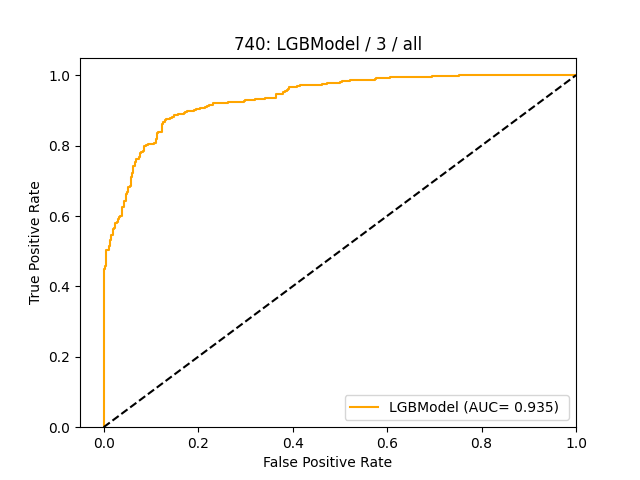 740: LGBModel / 3 / all
True Positive Rate
1.0
0.8
0.6
0.4
0.2
0.0
LGBModel (AUC= 0.935)
0.0 0.2 0.4 0.6 0.8 1.0
False Positive Rate